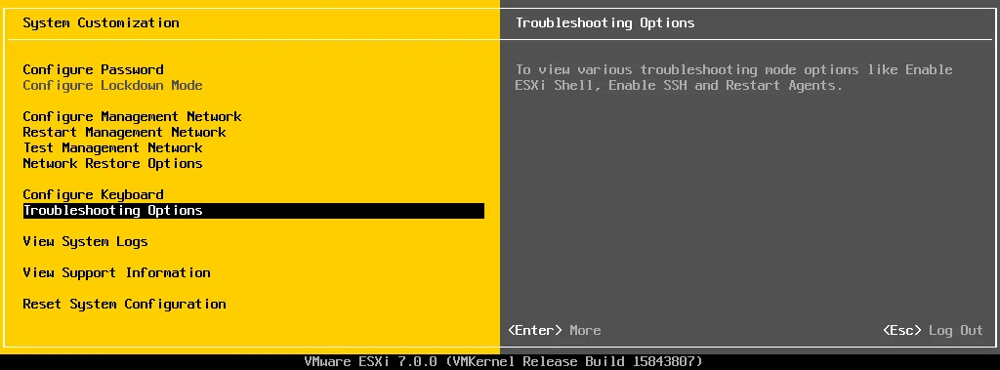 System Customization
Configure Password
Configure Lockdown Mode
Configure Management Network
Restart Management Network
Test Management Network
Network Restore Options
Configure Keyboard
Troubleshooting Options
View System Logs
View Support Information
Reset System Configuration
Troubleshooting Options
To view various troubleshooting mode options like Enable
ESXi Shell, Enable SSH and Restart Agents.
<Enter> More
<Esc> Log Out
VMware ESXi 7.0.0 (VMKernel Release Build 15843807)